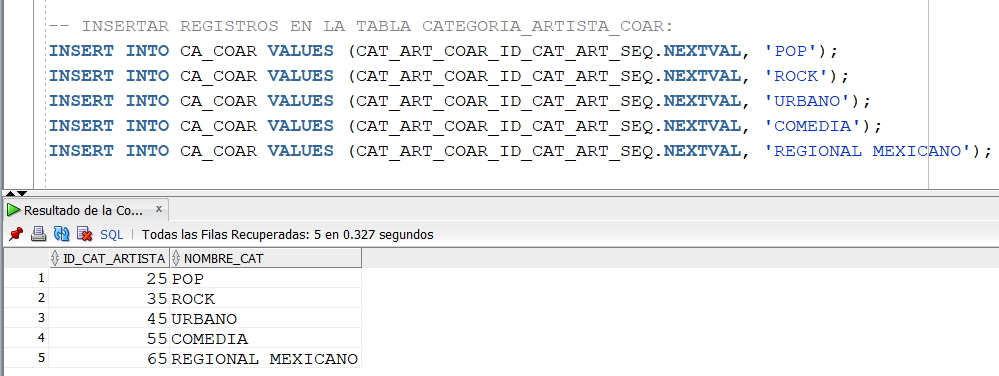 -- INSERTAR REGISTROS EN LA TABLA CATEGORIA_ARTISTA_COAR:
INSERT INTO CA_COAR VALUES (CAT_ART_COAR_ID_CAT_ART_SEQ.NEXTVAL, 'POP');
INSERT INTO CA_COAR VALUES (CAT_ART_COAR_ID_CAT_ART_SEQ.NEXTVAL, 'ROCK');
INSERT INTO CA_COAR VALUES (CAT_ART_COAR_ID_CAT_ART_SEQ.NEXTVAL, 'URBANO');
INSERT INTO CA_COAR VALUES (CAT_ART_COAR_ID_CAT_ART_SEQ.NEXTVAL, 'COMEDIA');
INSERT INTO CA_COAR VALUES (CAT_ART_COAR_ID_CAT_ART_SEQ.NEXTVAL, 'REGIONAL MEXICANO');
Resultado de la Co... x
SQL | Todas las Filas Recuperadas: 5 en 0.327 segundos
ID_CAT_ARTISTA NOMBRE_CAT
1 25 POP
2 35 ROCK
3 45 URBANO
4 55 COMEDIA
5 65 REGIONAL MEXICANO